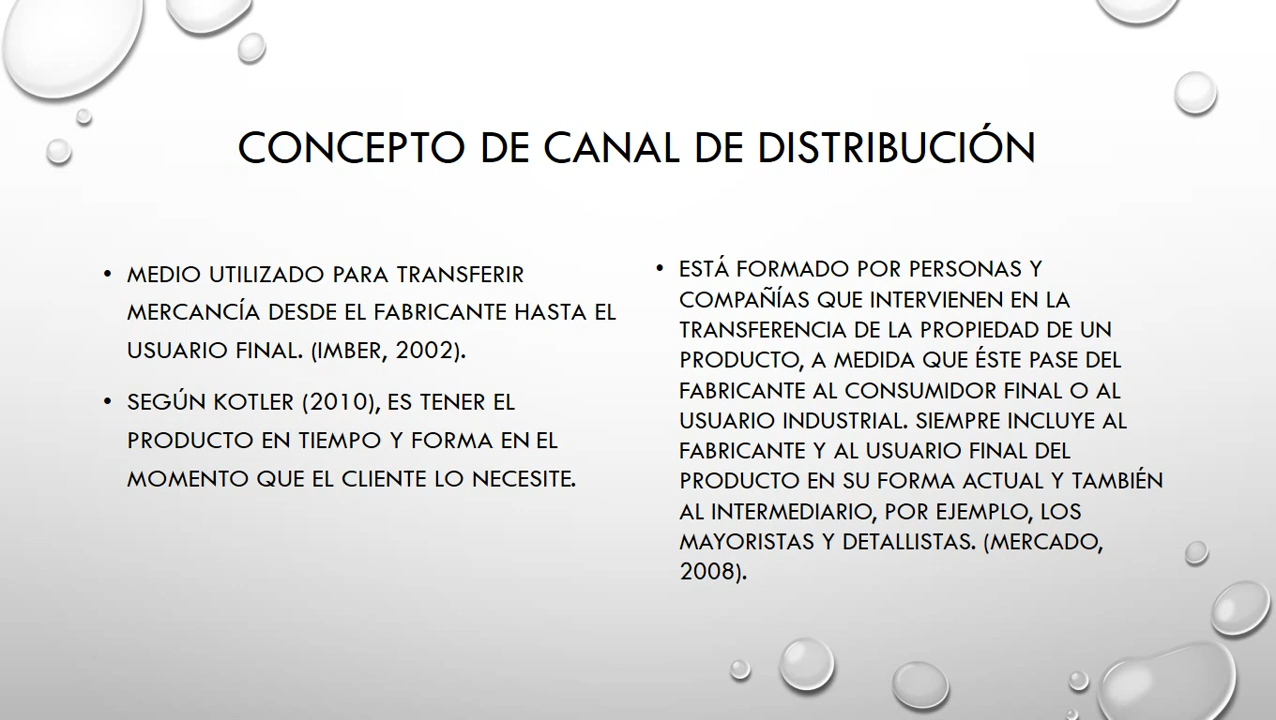 CONCEPTO DE CANAL DE DISTRIBUCIÓN
• MEDIO UTILIZADO PARA TRANSFERIR
MERCANCÍA DESDE EL FABRICANTE HASTA EL
USUARIO FINAL. (IMBER, 2002).
• SEGÚN KOTLER (2010), ES TENER EL
PRODUCTO EN TIEMPO Y FORMA EN EL
MOMENTO QUE EL CLIENTE LO NECESITE.
• ESTÁ FORMADO POR PERSONAS Y
COMPAÑÍAS QUE INTERVIENEN EN LA
TRANSFERENCIA DE LA PROPIEDAD DE UN
PRODUCTO, A MEDIDA QUE ÉSTE PASE DEL
FABRICANTE AL CONSUMIDOR FINAL O AL
USUARIO INDUSTRIAL. SIEMPRE INCLUYE AL
FABRICANTE Y AL USUARIO FINAL DEL
PRODUCTO EN SU FORMA ACTUAL Y TAMBIÉN
AL INTERMEDIARIO, POR EJEMPLO, LOS
MAYORISTAS Y DETALLISTAS. (MERCADO,
2008).